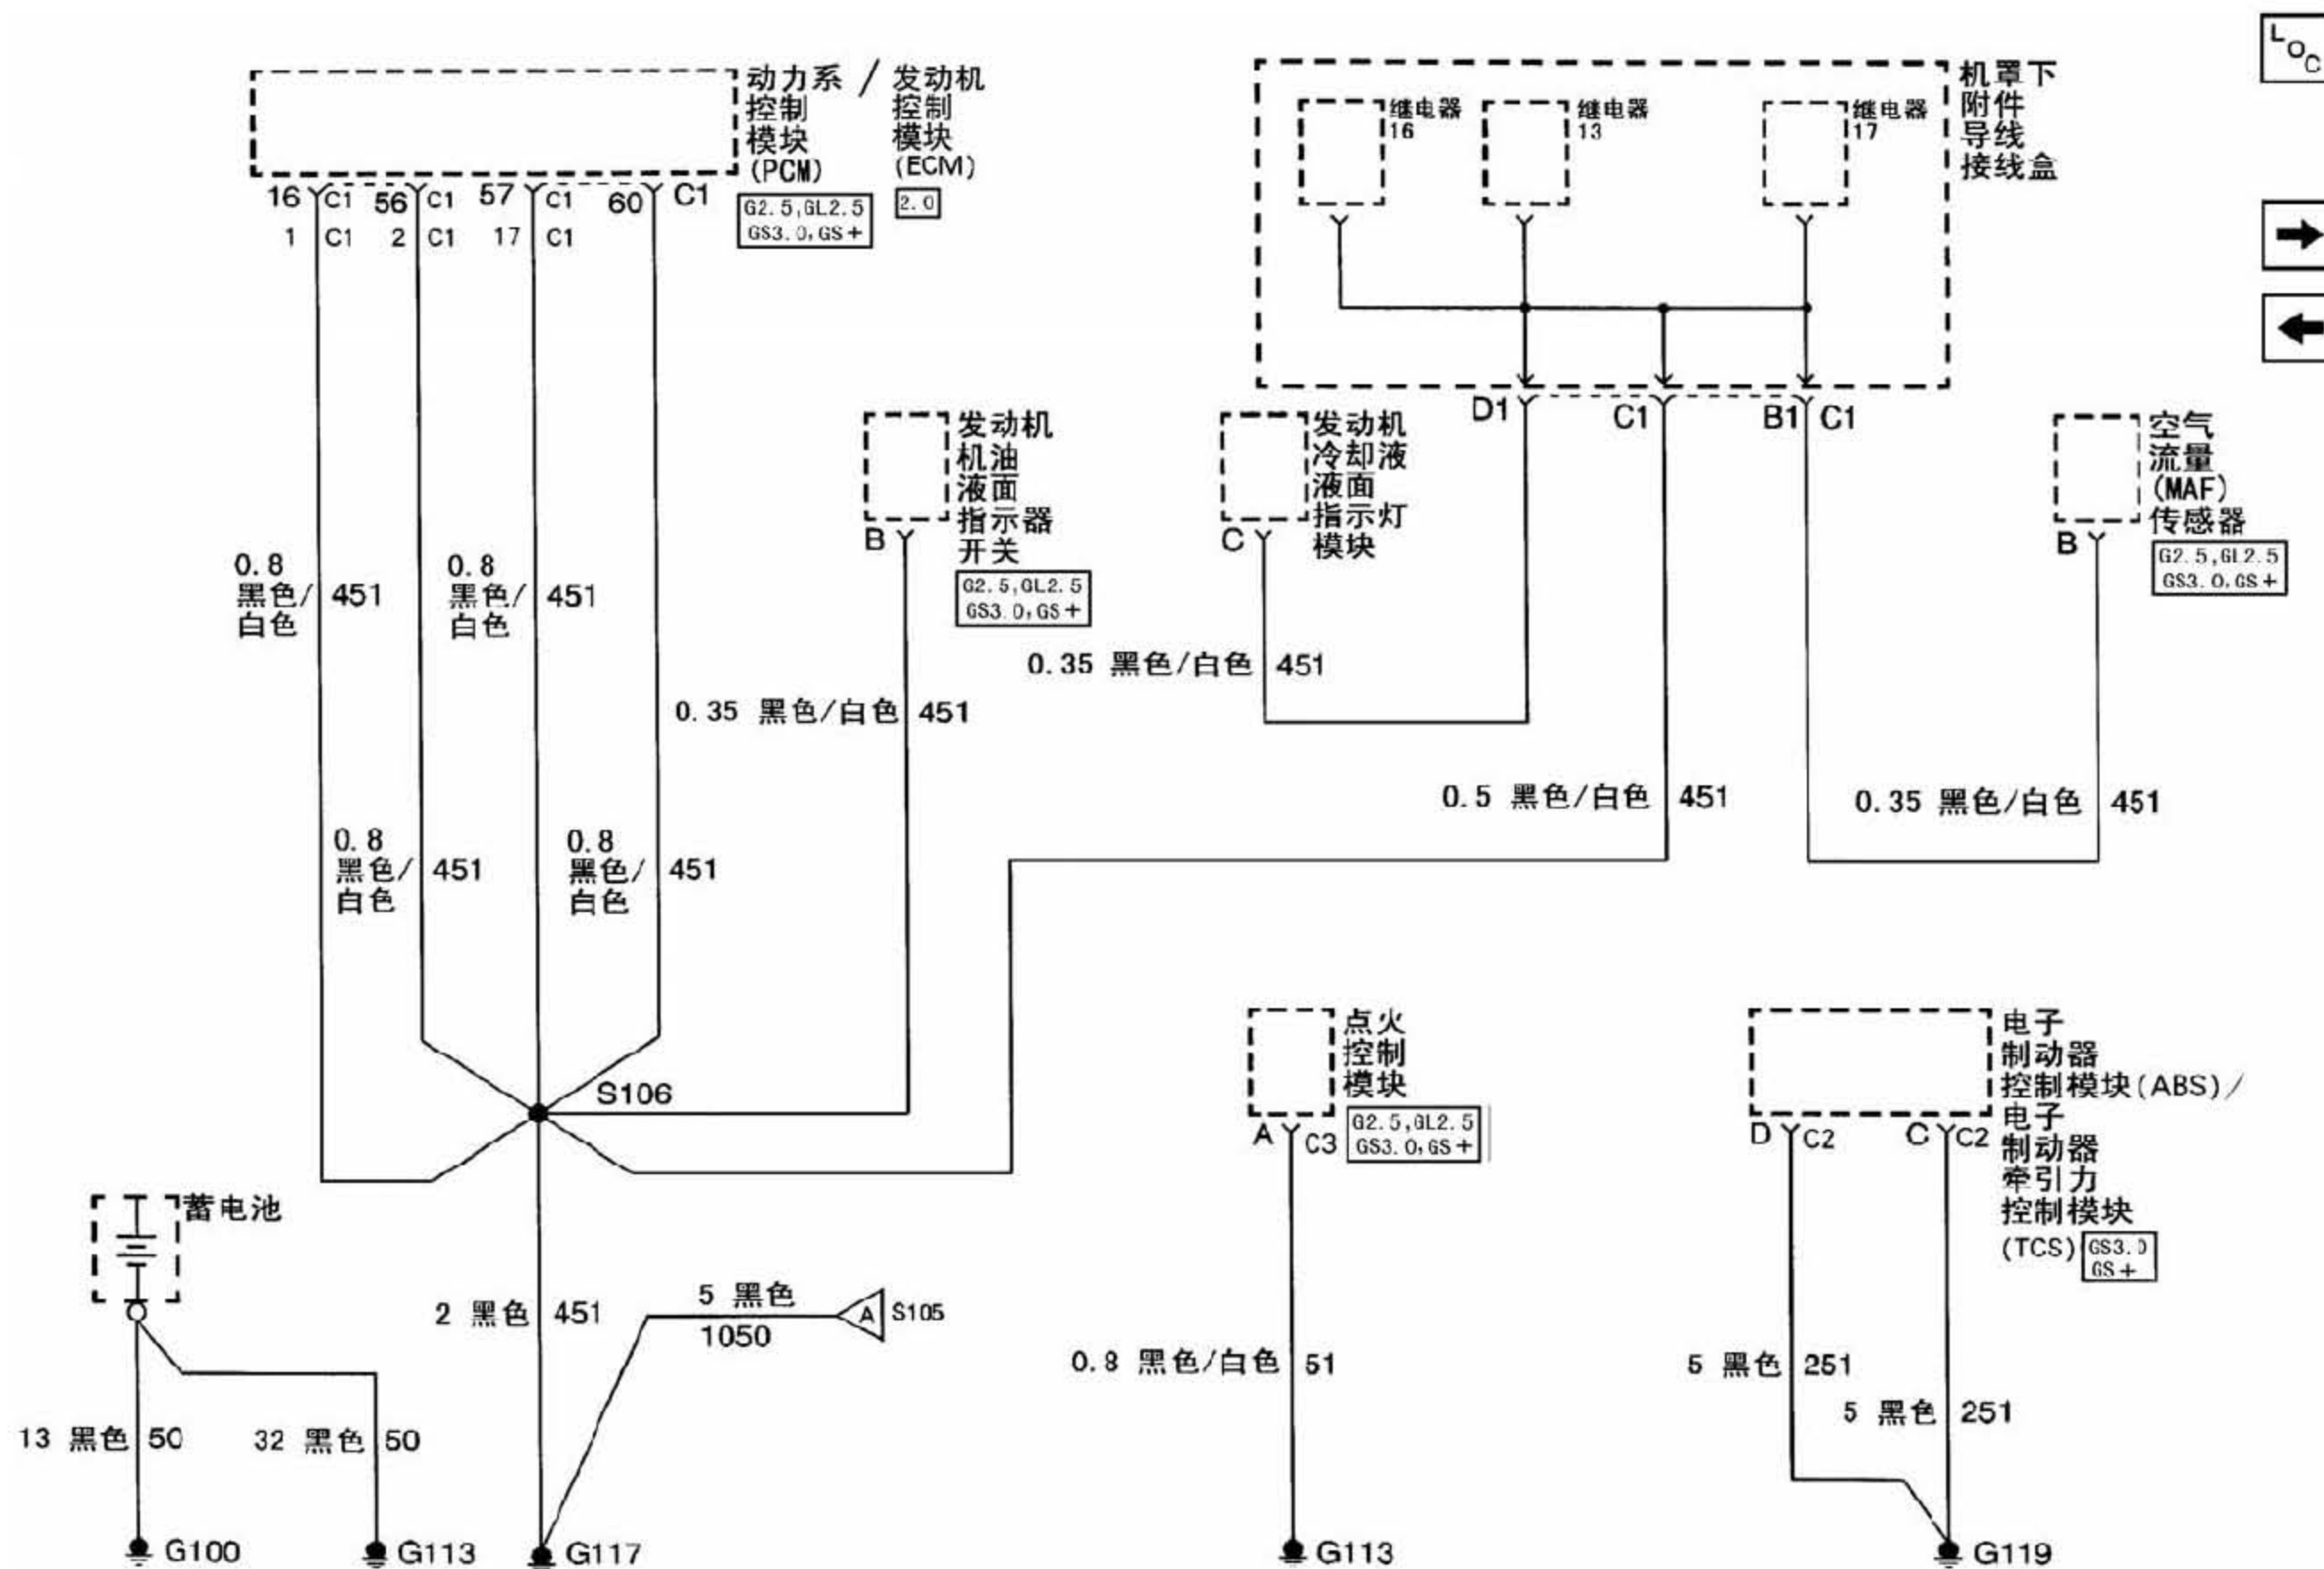 LOC
动力系 / 发动机
控制 控制
模块 模块
(PCM) (ECM)
G2.5,GL2.5
GS3.0,GS+
2.0
16 C1 56 C1 57 C1 60 C1
1 C1 2 C1 17 C1
继电器
16
继电器
13
继电器
17
机罩下
附件
导线
接线盒
D1 C1 B1 C1
发动机
机油
液面
指示器
开关
B
G2.5,GL2.5
GS3.0,GS+
发动机
冷却液
液面
指示灯
模块
C
空气
流量
(MAF)
传感器
B
G2.5,GL2.5
GS3.0,GS+
0.8
黑色/ 451
白色
0.8
黑色/ 451
白色
0.35 黑色/白色 451
0.35 黑色/白色 451
0.5 黑色/白色 451
0.35 黑色/白色 451
0.8
黑色/ 451
白色
0.8
黑色/ 451
白色
S106
点火
控制
模块
A C3
G2.5,GL2.5
GS3.0,GS+
电子
制动器
控制模块(ABS)/
电子
制动器
牵引力
控制模块
(TCS)
GS3.0
GS+
D C2 C C2
蓄电池
2 黑色 451
5 黑色
1050
A S105
0.8 黑色/白色 51
5 黑色 251
5 黑色 251
13 黑色 50
32 黑色 50
G100
G113
G117
G113
G119